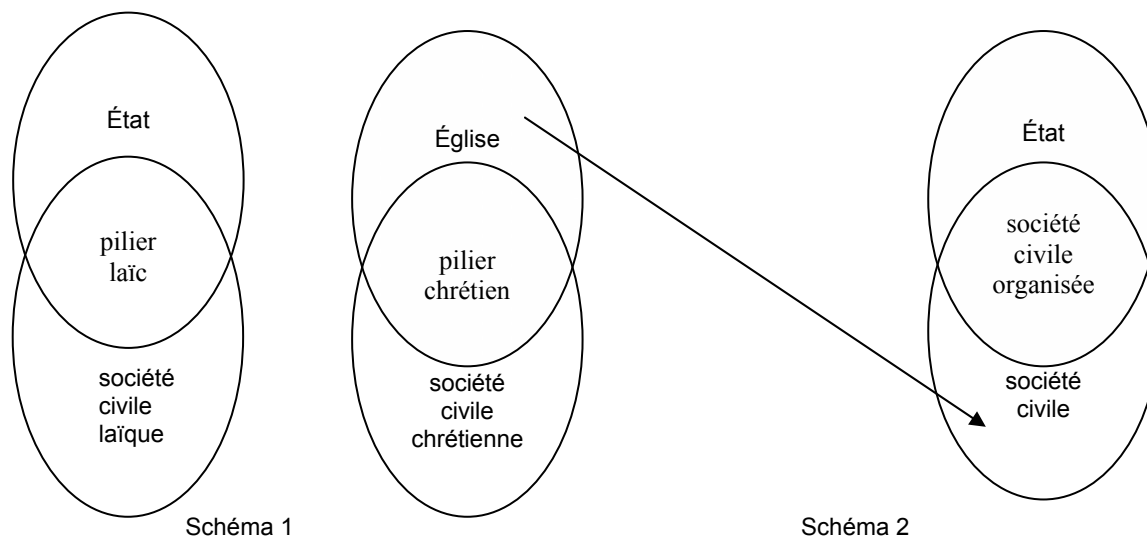 État
pilier
laïc
société
civile
laïque
Église
pilier
chrétien
société
civile
chrétienne
État
société
civile
organisée
société
civile
Schéma 1
Schéma 2